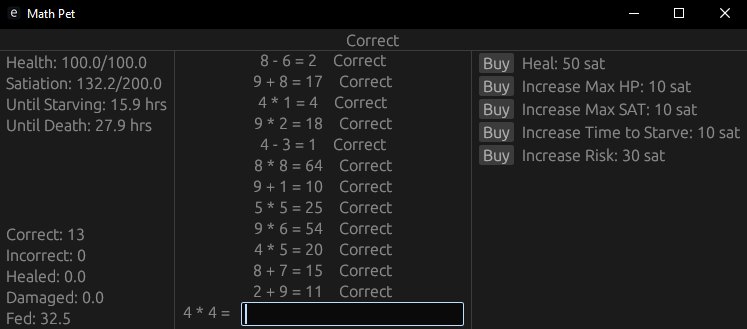 e Math Pet
Correct
Health: 100.0/100.0
Satiation: 132.2/200.0
Until Starving: 15.9 hrs
Until Death: 27.9 hrs
Correct: 13
Incorrect: 0
Healed: 0.0
Damaged: 0.0
Fed: 32.5
8 - 6 = 2 Correct
9 + 8 = 17 Correct
4 * 1 = 4 Correct
9 * 2 = 18 Correct
4 - 3 = 1 Correct
8 * 8 = 64 Correct
9 + 1 = 10 Correct
5 * 5 = 25 Correct
9 * 6 = 54 Correct
4 * 5 = 20 Correct
8 + 7 = 15 Correct
2 + 9 = 11 Correct
4 * 4 =
Buy Heal: 50 sat
Buy Increase Max HP: 10 sat
Buy Increase Max SAT: 10 sat
Buy Increase Time to Starve: 10 sat
Buy Increase Risk: 30 sat